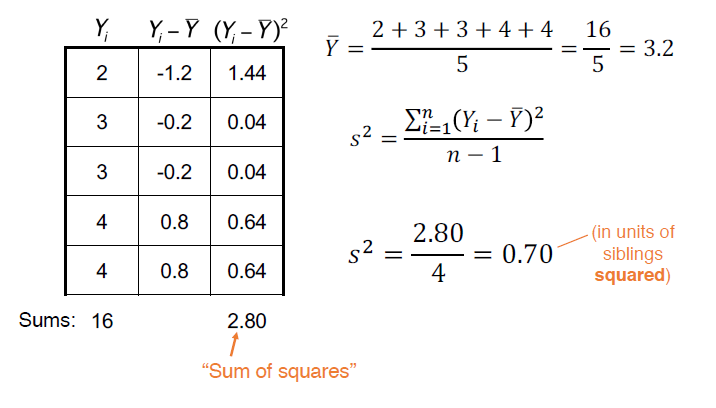 Yᵢ Yᵢ – Ȳ (Yᵢ – Ȳ)²
2 -1.2 1.44
3 -0.2 0.04
3 -0.2 0.04
4 0.8 0.64
4 0.8 0.64
Sums: 16 2.80
“Sum of squares”
Ȳ = (2 + 3 + 3 + 4 + 4)/5 = 16/5 = 3.2
s² = ∑ⁿᵢ₌₁(Yᵢ − Ȳ)²/(n − 1)
s² = 2.80/4 = 0.70
(in units of
siblings
squared)